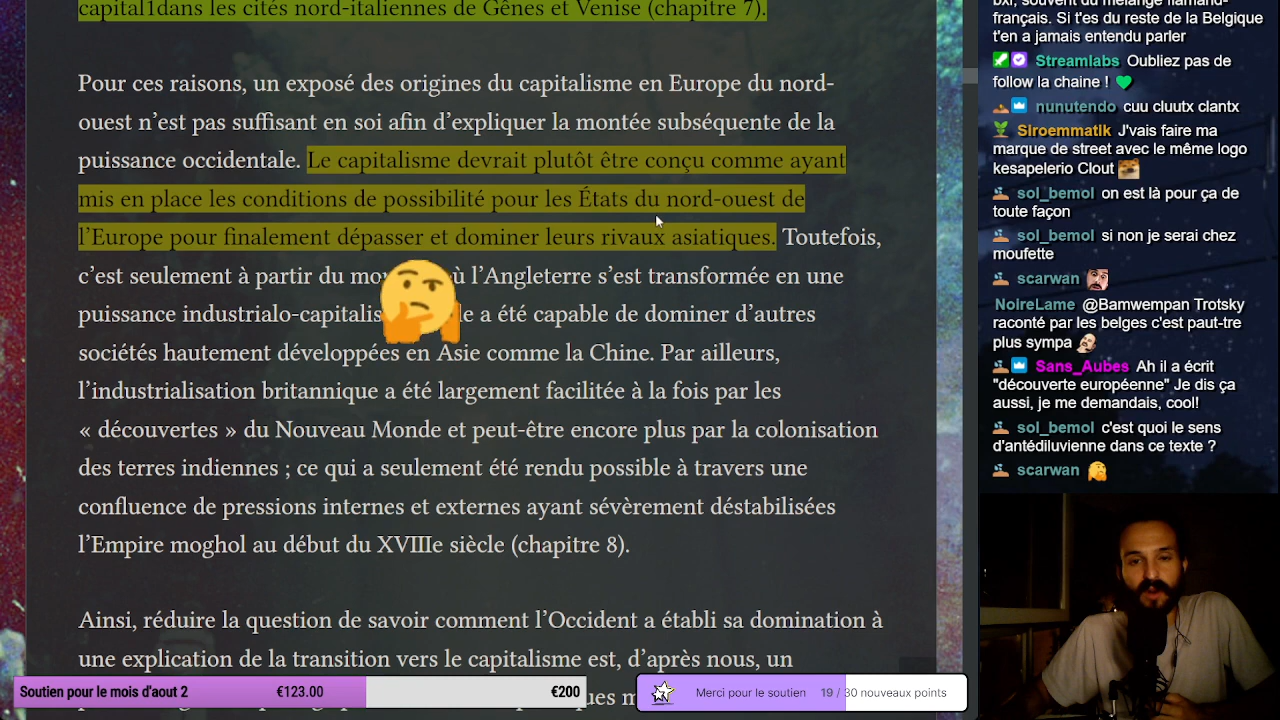 capital1dans les cités nord-italiennes de Gênes et Venise (chapitre 7).
Pour ces raisons, un exposé des origines du capitalisme en Europe du nord-
ouest n’est pas suffisant en soi afin d’expliquer la montée subséquente de la
puissance occidentale. Le capitalisme devrait plutôt être conçu comme ayant
mis en place les conditions de possibilité pour les États du nord-ouest de
l’Europe pour finalement dépasser et dominer leurs rivaux asiatiques. Toutefois,
c’est seulement à partir du l’Angleterre s’est transformée en une
puissance a été capable de dominer d’autres
sociétés hautement développées en Asie comme la Chine. Par ailleurs,
l’industrialisation britannique a été largement facilitée à la fois par les
« découvertes » du Nouveau Monde et peut-être encore plus par la colonisation
des terres indiennes ; ce qui a seulement été rendu possible à travers une
confluence de pressions internes et externes ayant sévèrement déstabilisées
l’Empire moghol au début du XVIIIe siècle (chapitre 8).
Ainsi, réduire la question de savoir comment l’Occident a établi sa domination à
une explication de la transition vers le capitalisme est, d’après nous, un
Soutien pour le mois d'aout 2 €123.00 €200
Merci pour le soutien 19 / 30 nouveaux points
bxl, souvent du mélange flamand-
français. Si t'es du reste de la Belgique
t'en a jamais entendu parler
Streamlabs Oubliez pas de
follow la chaine !
nunutendo cuu cluutx clantx
Siroemmatik J'vais faire ma
marque de street avec le même logo
kesapelerio Clout
sol_bemol on est là pour ça de
toute façon
sol_bemol si non je serai chez
moufette
scarwan
NoireLame @Bamwempan Trotsky
raconté par les belges c'est paut-tre
plus sympa
Sans_Aubes Ah il a écrit
"découverte européenne" Je dis ça
aussi, je me demandais, cool!
sol_bemol c'est quoi le sens
d'antédiluvienne dans ce texte ?
scarwan